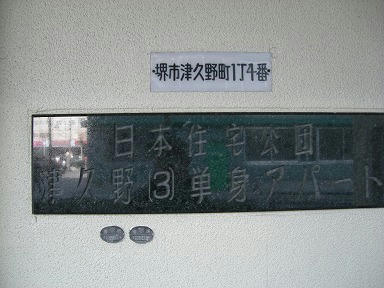 堺市津久野町1丁4番
日本住宅公団
津久野③単身アパート